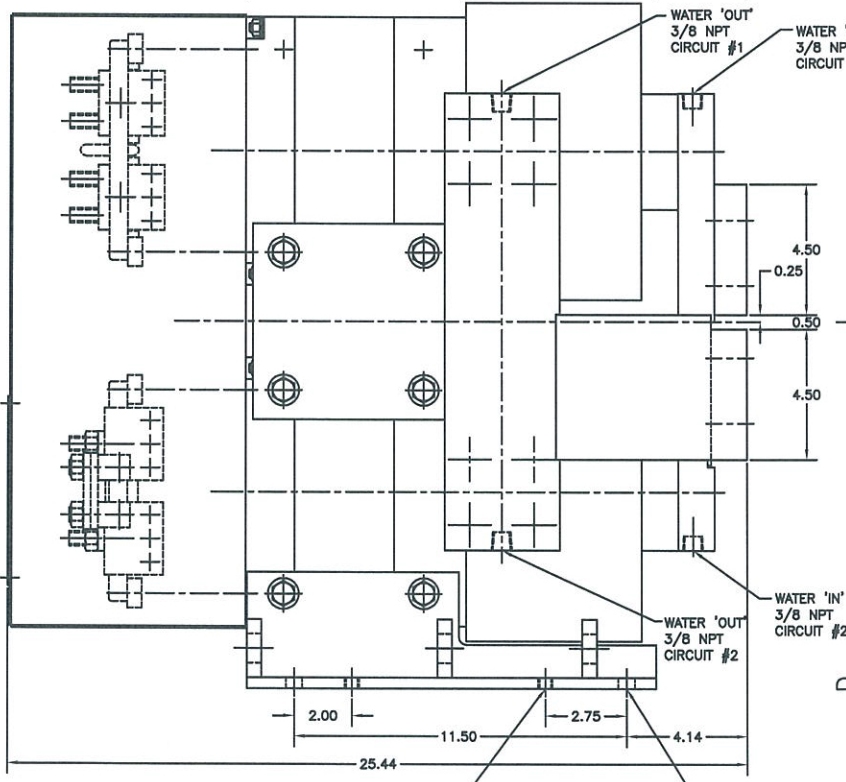 WATER 'OUT'
3/8 NPT
CIRCUIT #1
WATER '
3/8 NP
CIRCUIT
4.50
0.25
0.50
4.50
WATER 'IN'
3/8 NPT
CIRCUIT #2
WATER 'OUT'
3/8 NPT
CIRCUIT #2
2.00
2.75
11.50
4.14
25.44